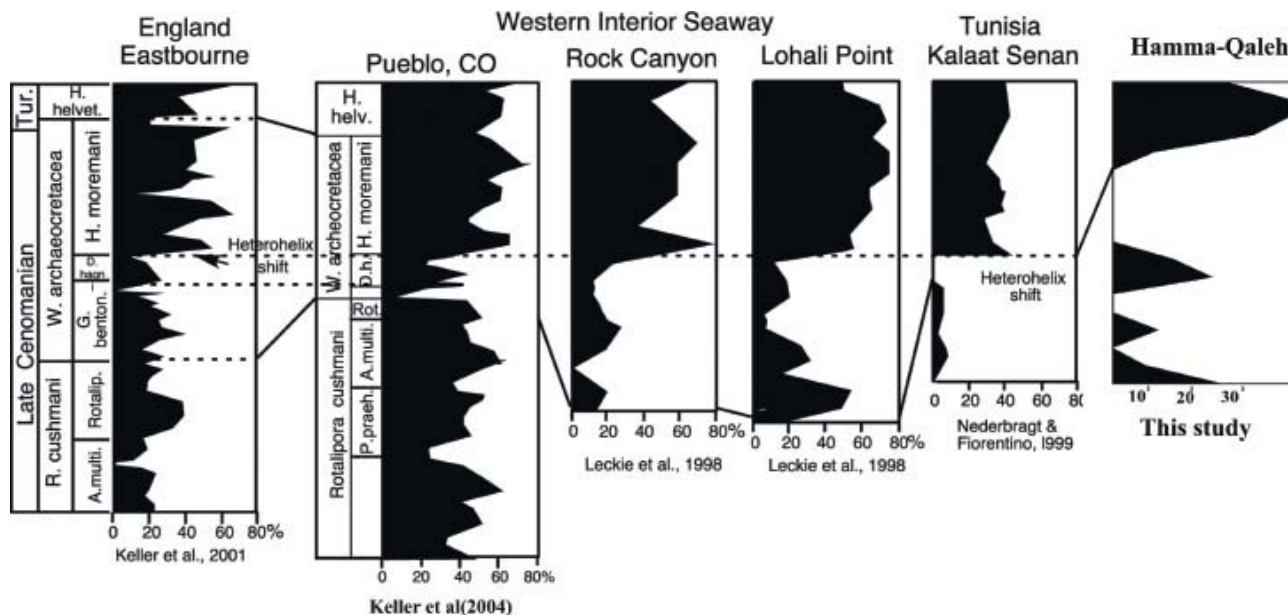 England
Eastbourne
Western Interior Seaway
Pueblo, CO
Rock Canyon
Lohali Point
Tunisia
Kalaat Senan
Hamma-Qaleh
Tur.
Late Cenomanian
H.
helvet.
W. archaeocretacea
R. cushmani
H. moremani
D.
hagn.
G.
benton.
Rotalip.
A.multi.
Heterohelix
shift
0 20 40 60 80%
Keller et al., 2001
H.
helv.
W. archeocretacea
Rotalipora cushmani
H. moremani
D.h.
Rot.
A.multi.
P.praeh.
0 20 40 60 80%
Keller et al(2004)
0 20 40 60 80%
Leckie et al., 1998
0 20 40 60 80%
Leckie et al., 1998
Heterohelix
shift
0 20 40 60 80%
Nederbragt &
Fiorentino, l999
10' 20' 30'
This study